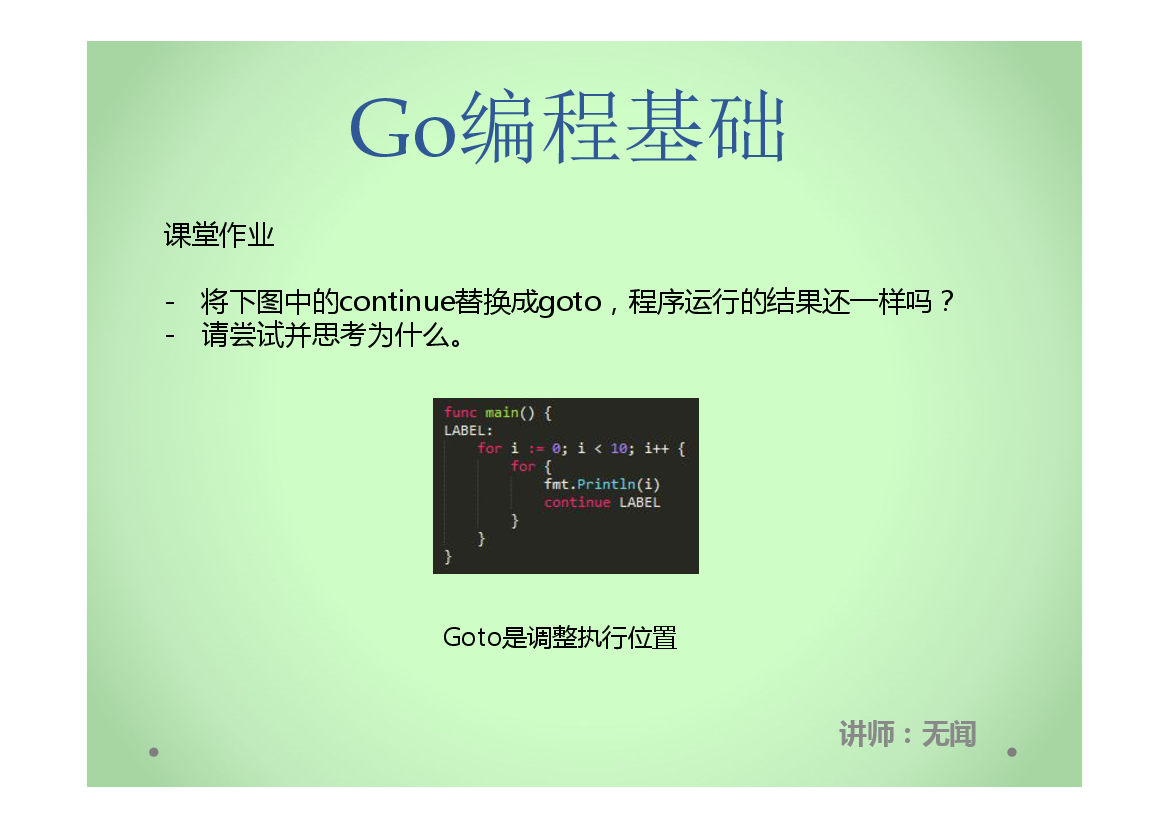 Go编程基础
课堂作业
- 将下图中的continue替换成goto，程序运行的结果还一样吗？
- 请尝试并思考为什么。
func main() {
LABEL:
    for i := 0; i < 10; i++ {
        for {
            fmt.Println(i)
            continue LABEL
        }
    }
}
Goto是调整执行位置
讲师：无闻